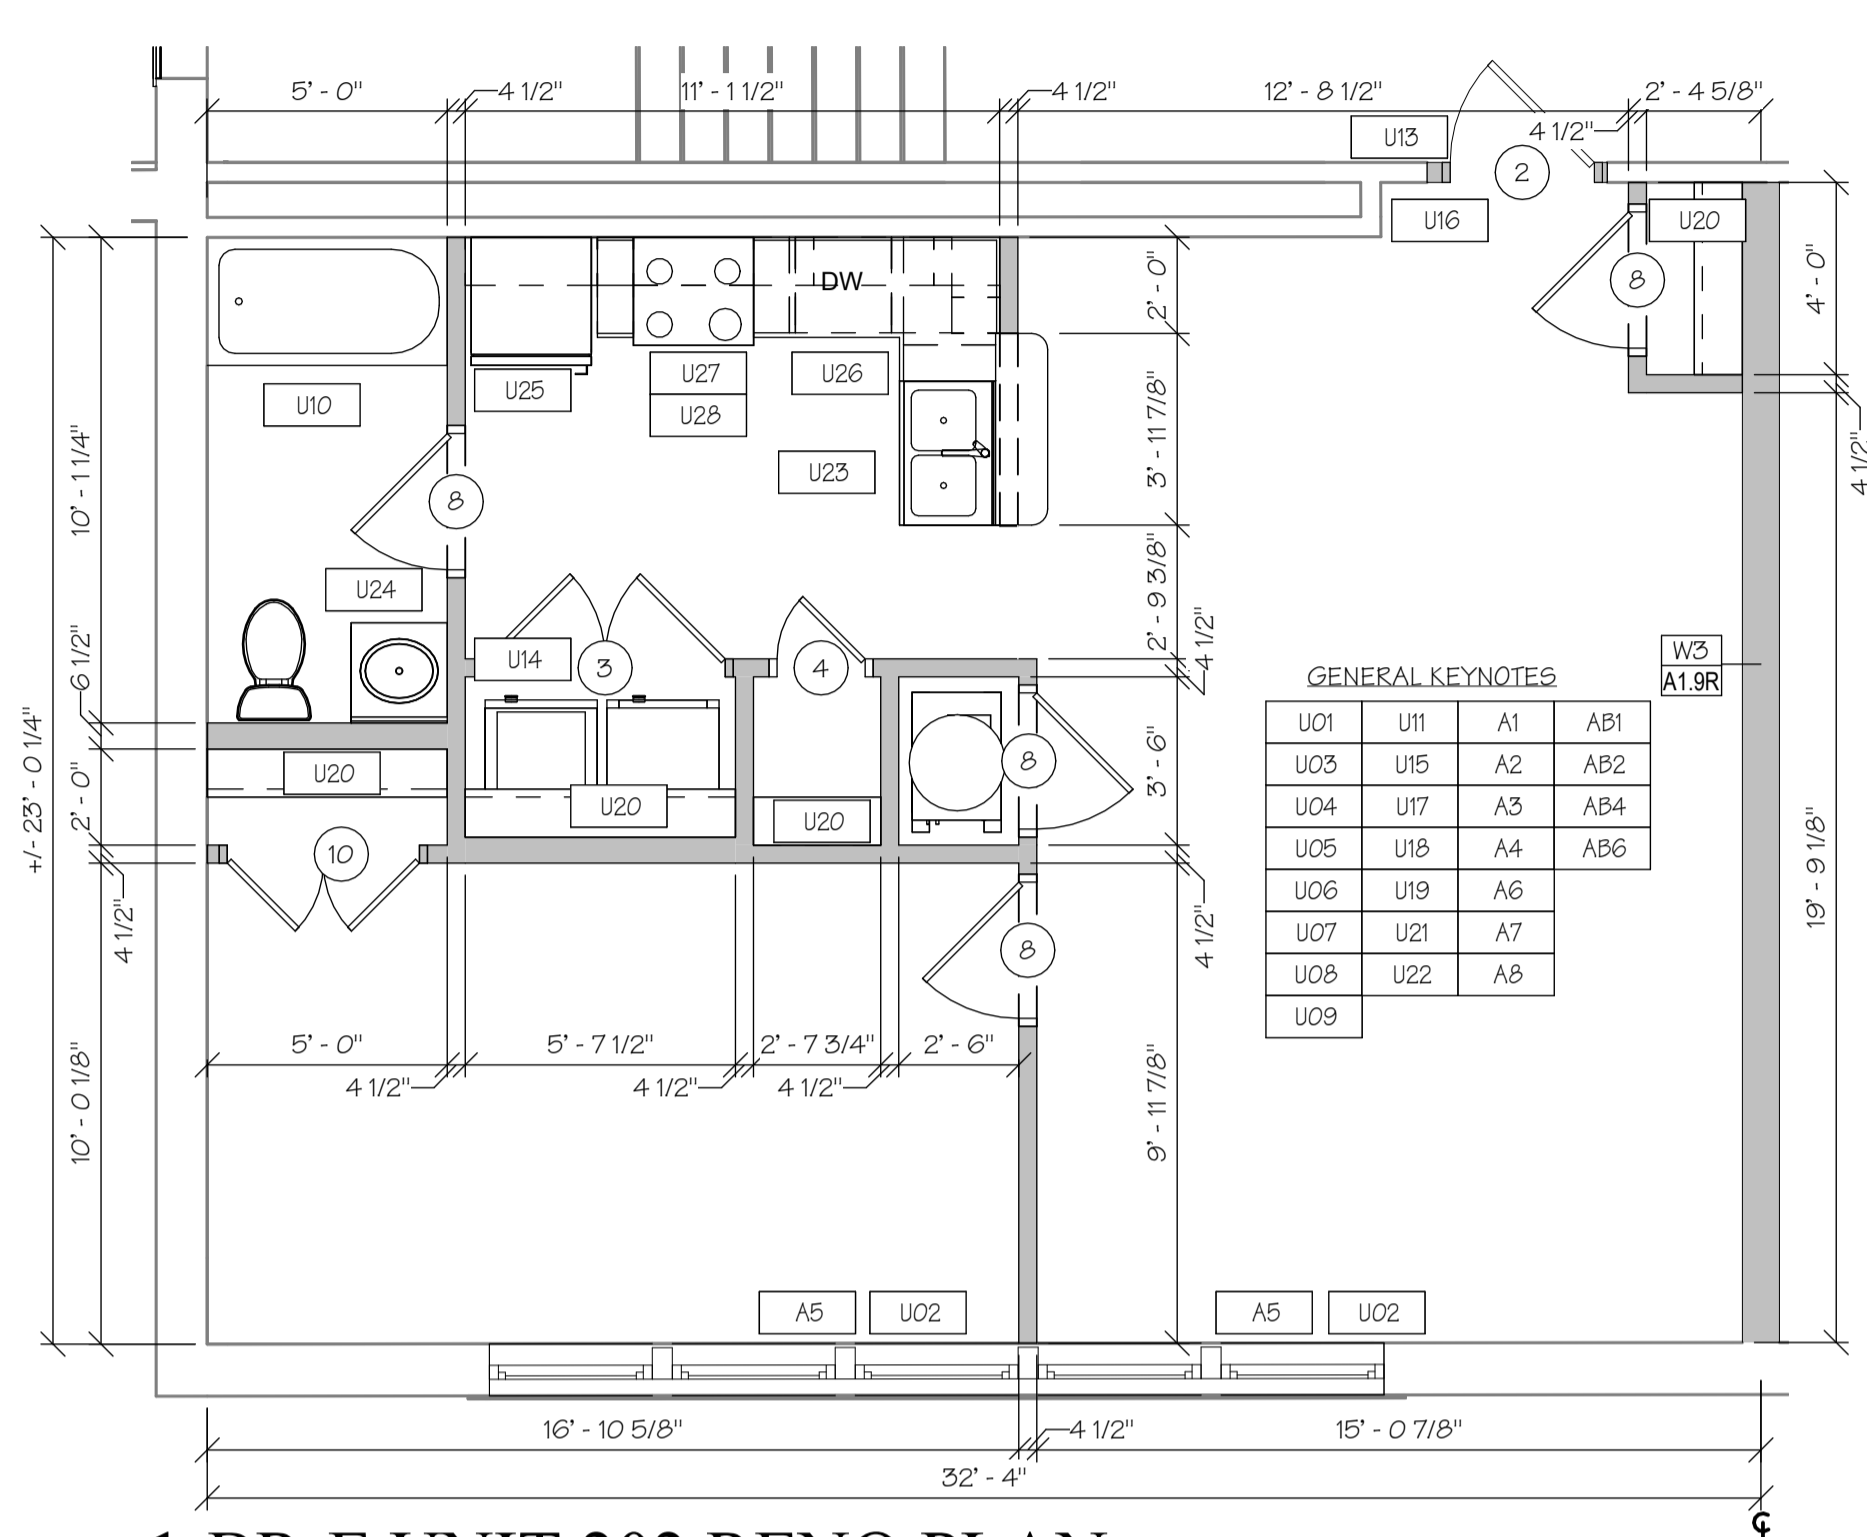 5' - 0" 4 1/2" 11' - 1 1/2" 4 1/2" 12' - 8 1/2" 2' - 4 5/8"
4 1/2"
U13
2
U16 U20
8
2' - 0"
4' - 0"
DW
U25 U27 U26
U28
U10
U23
4 1/2"
10' - 1 1/4"
3' - 11 7/8"
8
U24
2' - 9 3/8"
4 1/2"
U14 3 4
6 1/2"
W3
A1.9R
GENERAL KEYNOTES
U01 U11 A1 AB1
U03 U15 A2 AB2
U04 U17 A3 AB4
U05 U18 A4 AB6
U06 U19 A6
U07 U21 A7
U08 U22 A8
U09
+/- 23' - 0 1/4"
2' - 0"
U20
U20
U20
8
3' - 6"
10
4 1/2"
8
4 1/2"
19' - 9 1/8"
5' - 0" 5' - 7 1/2" 2' - 7 3/4" 2' - 6"
4 1/2" 4 1/2" 4 1/2"
10' - 0 1/8"
9' - 11 7/8"
A5 U02 A5 U02
16' - 10 5/8" 4 1/2" 15' - 0 7/8"
32' - 4"